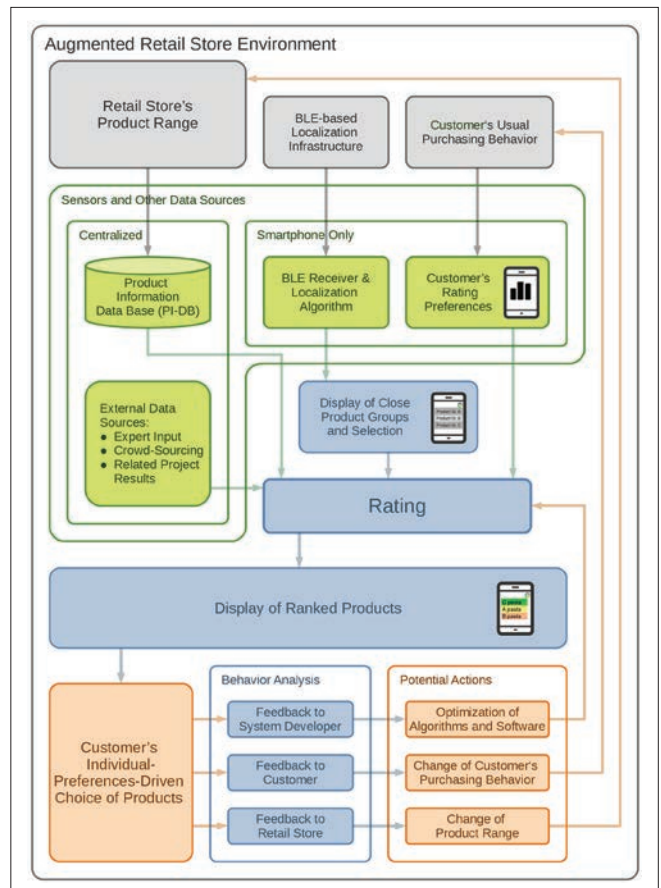 Augmented Retail Store Environment
Retail Store's
Product Range
BLE-based
Localization
Infrastructure
Customer's Usual
Purchasing Behavior
Sensors and Other Data Sources
Centralized
Smartphone Only
Product
Information
Data Base (PI-DB)
BLE Receiver &
Localization
Algorithm
Customer's
Rating
Preferences
External Data
Sources:
● Expert Input
● Crowd-Sourcing
● Related Project
Results
Display of Close
Product Groups
and Selection
Rating
Display of Ranked Products
C pasta
A pasta
B pasta
Customer's
Individual-
Preferences-Driven
Choice of Products
Behavior Analysis
Feedback to
System Developer
Feedback to
Customer
Feedback to
Retail Store
Potential Actions
Optimization of
Algorithms and Software
Change of Customer's
Purchasing Behavior
Change of
Product Range